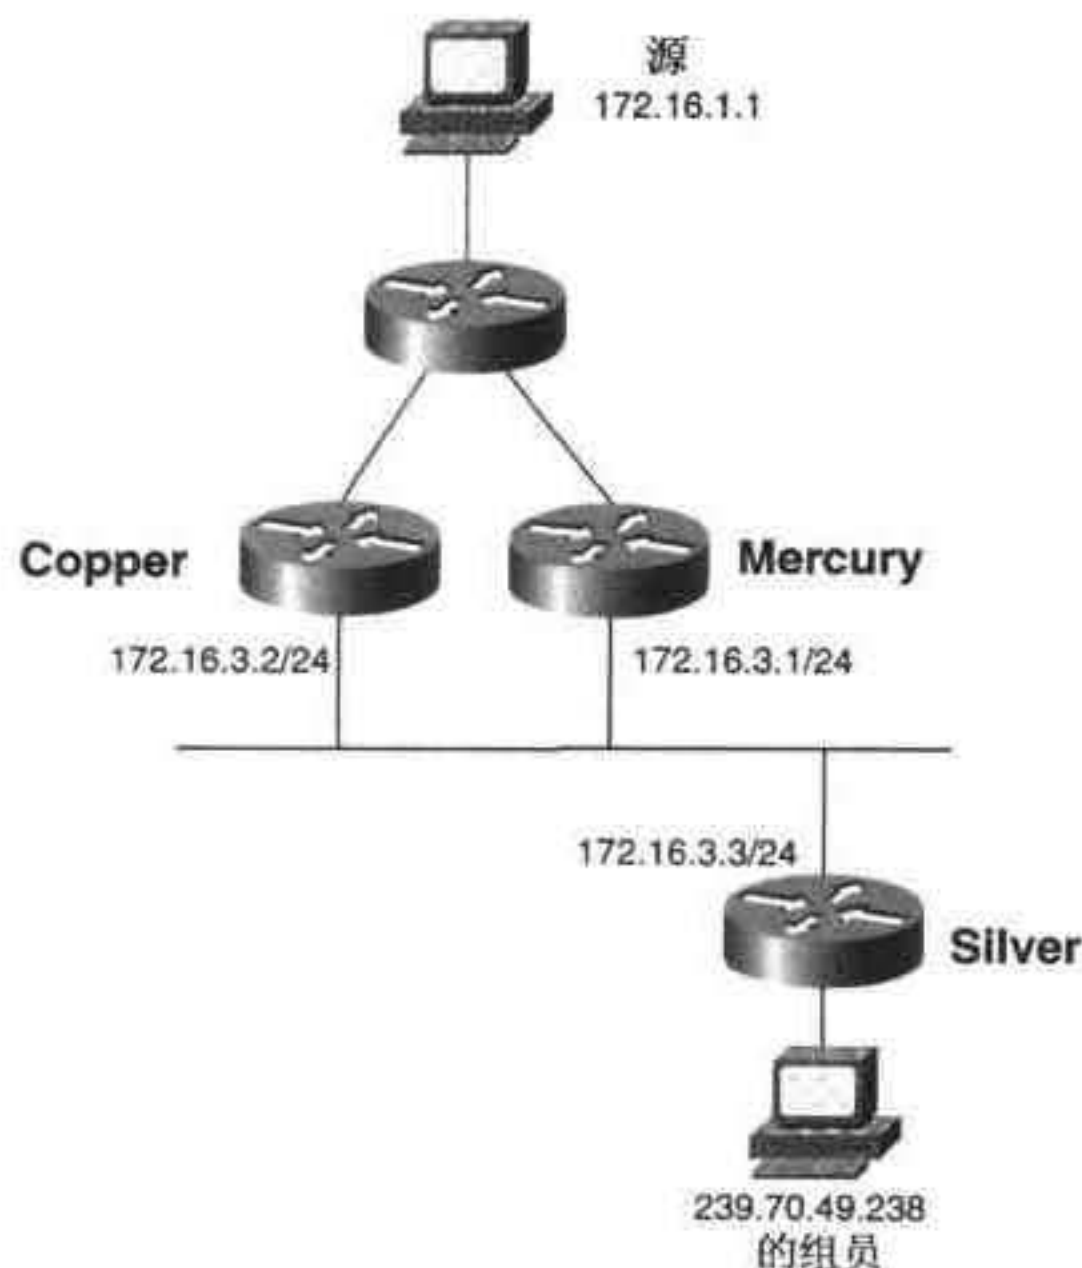 源
172.16.1.1
Copper
Mercury
172.16.3.2/24
172.16.3.1/24
172.16.3.3/24
Silver
239.70.49.238
的组员